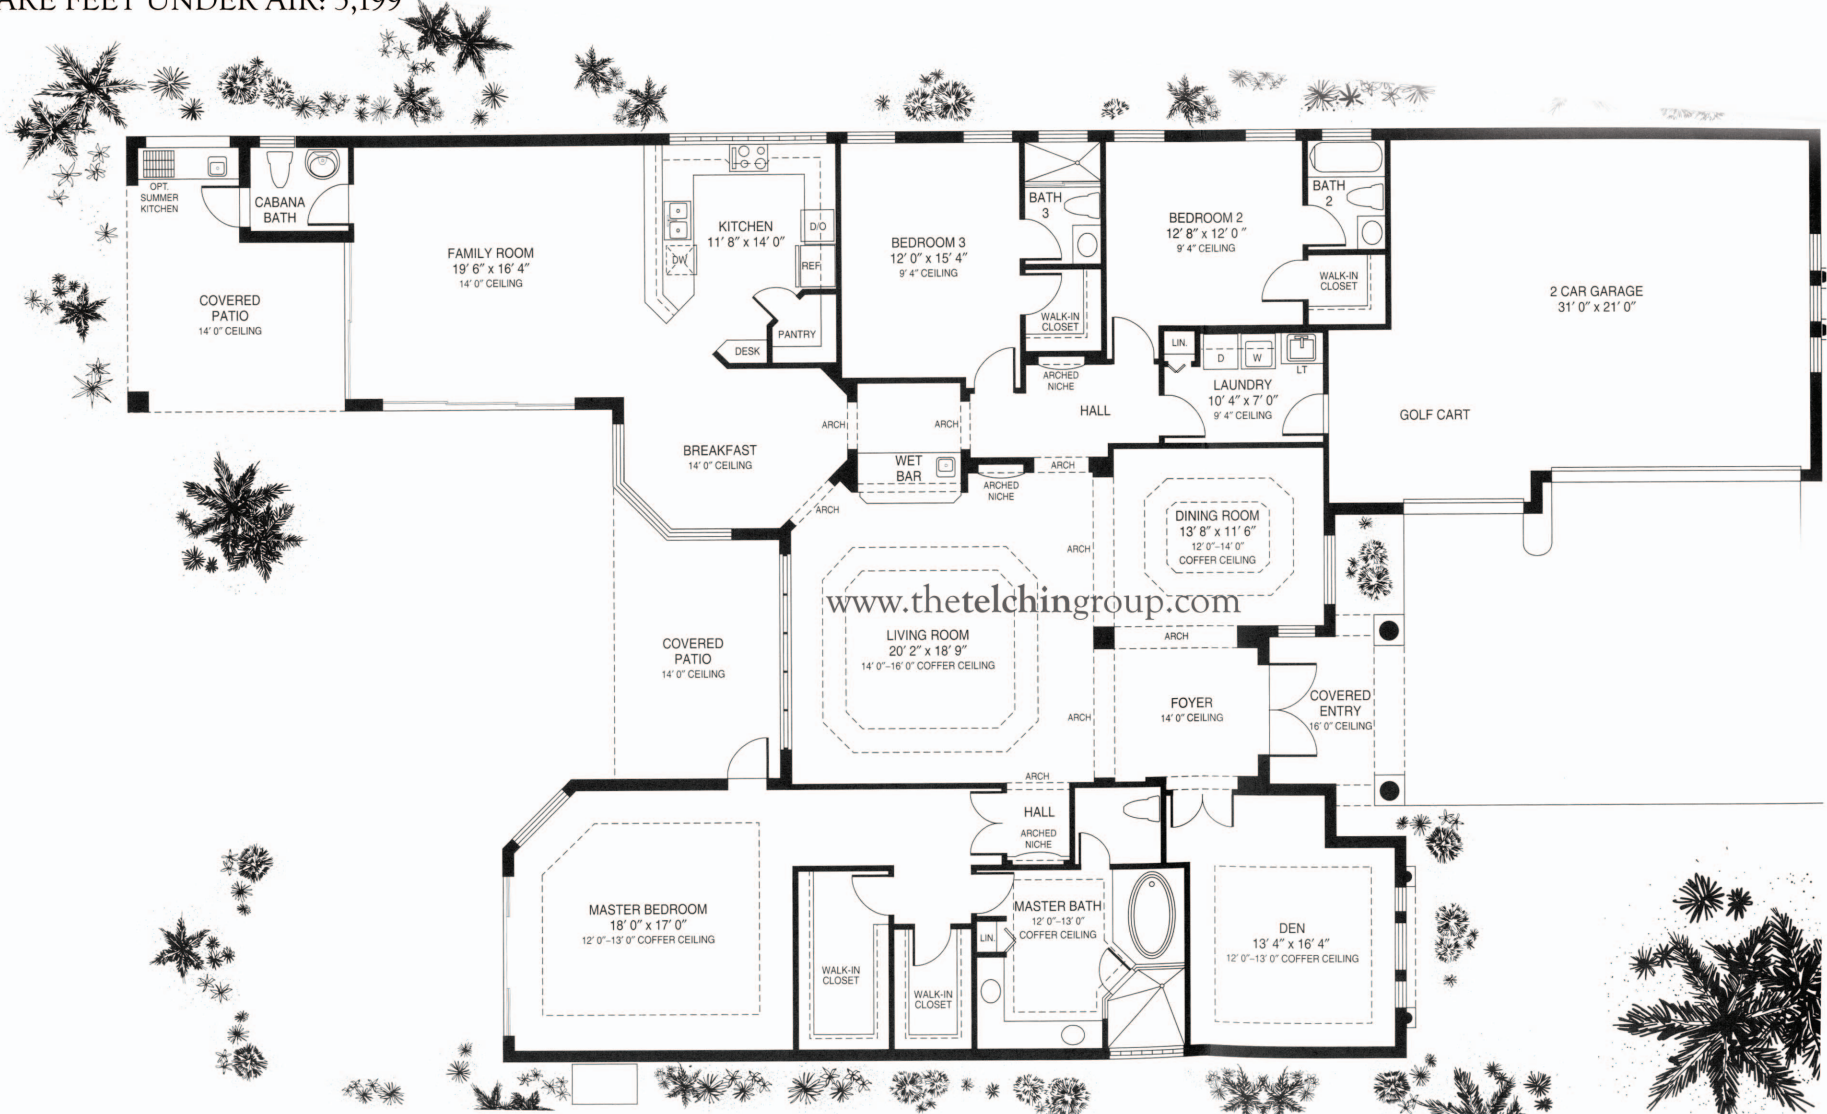 ARE FEET UNDER AIR: 3,199
OPT.
SUMMER
KITCHEN
CABANA
BATH
COVERED
PATIO
14' 0" CEILING
FAMILY ROOM
19' 6" x 16' 4"
14' 0" CEILING
KITCHEN
11' 8" x 14' 0"
D/O
DW
REF.
PANTRY
DESK
BEDROOM 3
12' 0" x 15' 4"
9' 4" CEILING
BATH
3
WALK-IN
CLOSET
ARCHED
NICHE
BEDROOM 2
12' 8" x 12' 0"
9' 4" CEILING
BATH
2
WALK-IN
CLOSET
LIN.
D
W
LT
LAUNDRY
10' 4" x 7' 0"
9' 4" CEILING
HALL
2 CAR GARAGE
31' 0" x 21' 0"
GOLF CART
BREAKFAST
14' 0" CEILING
ARCH
ARCH
WET
BAR
ARCH
ARCHED
NICHE
ARCH
ARCH
DINING ROOM
13' 8" x 11' 6"
12' 0"–14' 0"
COFFER CEILING
www.thetelchingroup.com
COVERED
PATIO
14' 0" CEILING
LIVING ROOM
20' 2" x 18' 9"
14' 0"–16' 0" COFFER CEILING
ARCH
ARCH
ARCH
FOYER
14' 0" CEILING
COVERED
ENTRY
16' 0" CEILING
HALL
ARCHED
NICHE
MASTER BEDROOM
18' 0" x 17' 0"
12' 0"–13' 0" COFFER CEILING
WALK-IN
CLOSET
WALK-IN
CLOSET
MASTER BATH
12' 0"–13' 0"
COFFER CEILING
LIN.
DEN
13' 4" x 16' 4"
12' 0"–13' 0" COFFER CEILING